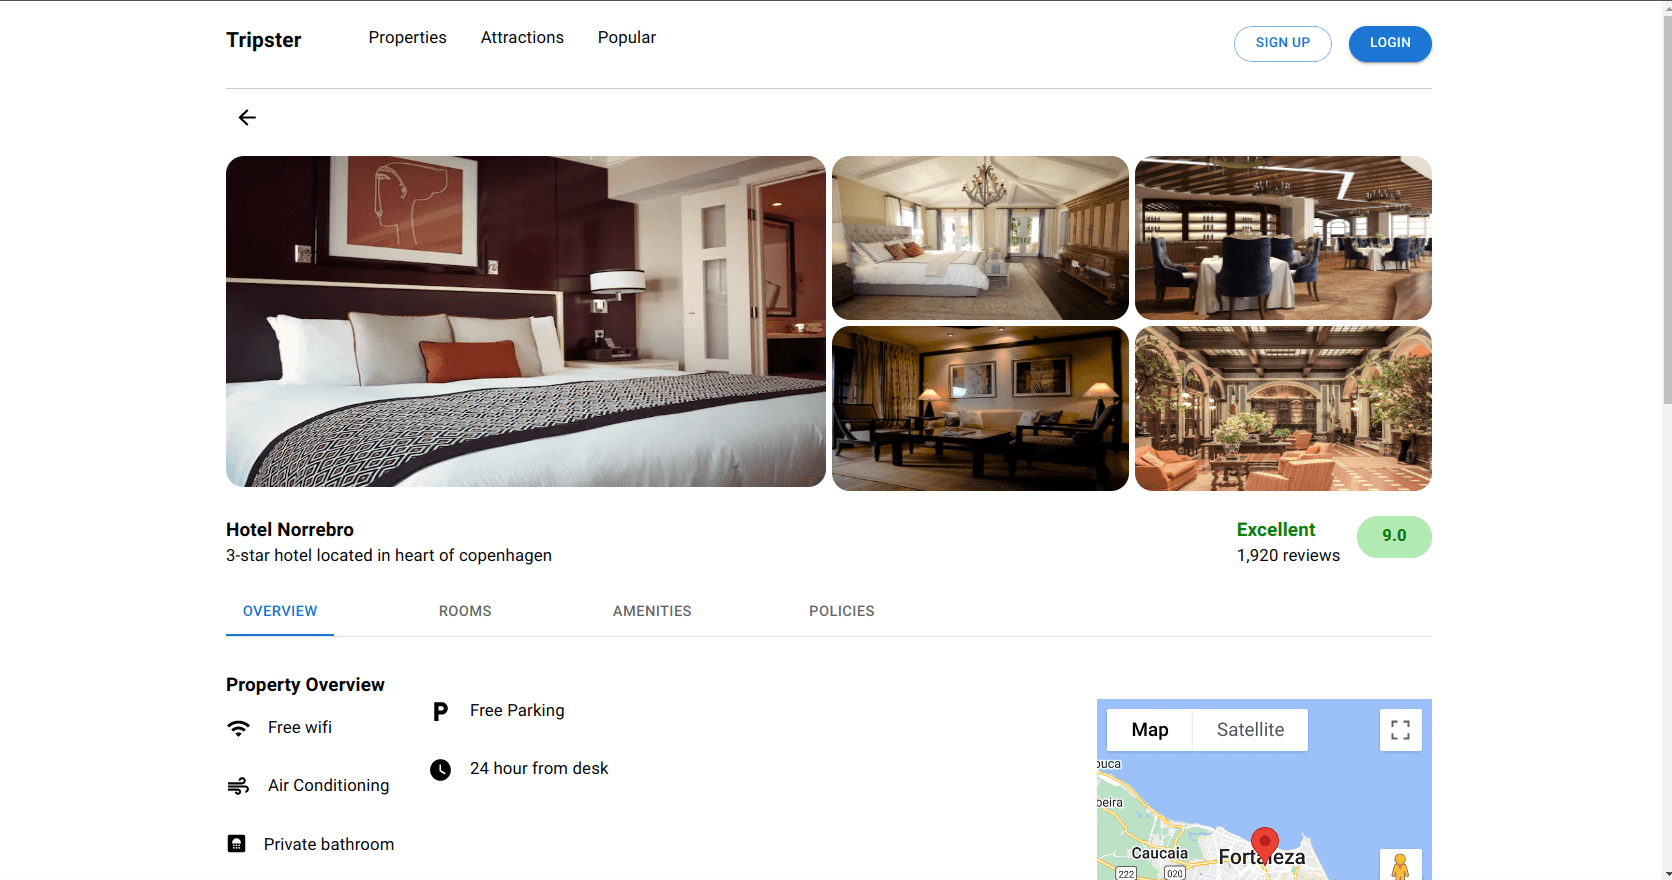 Tripster
Properties
Attractions
Popular
SIGN UP
LOGIN
Hotel Norrebro
3-star hotel located in heart of copenhagen
Excellent
1,920 reviews
9.0
OVERVIEW
ROOMS
AMENITIES
POLICIES
Property Overview
Free wifi
Air Conditioning
Private bathroom
P Free Parking
24 hour from desk
Map
Satellite
Caucaia
Fortaleza
222
020